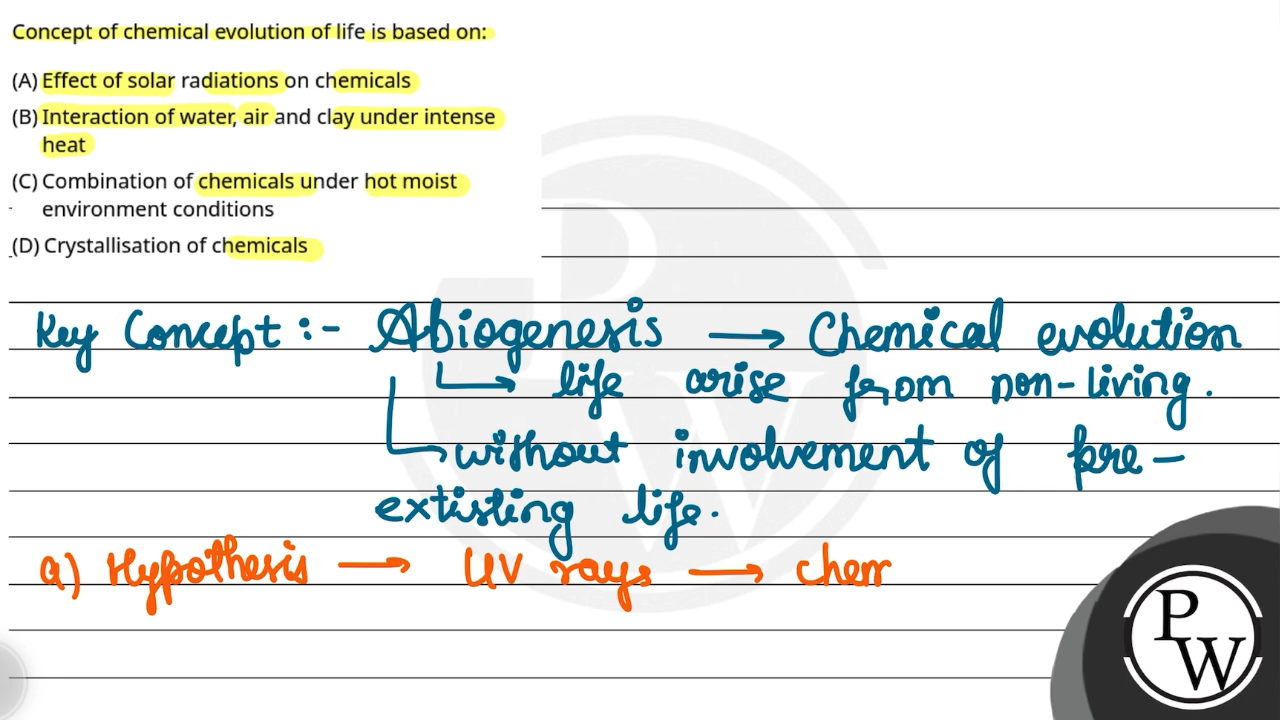 Concept of chemical evolution of life is based on:
(A) Effect of solar radiations on chemicals
(B) Interaction of water, air and clay under intense
heat
(C) Combination of chemicals under hot moist
environment conditions
(D) Crystallisation of chemicals
Key Concept :- Abiogenesis → Chemical evolution
↳ life arise from non-living.
↳ without involvement of pre-
extisting life.
a) Hypothesis → UV rays → chem
PW